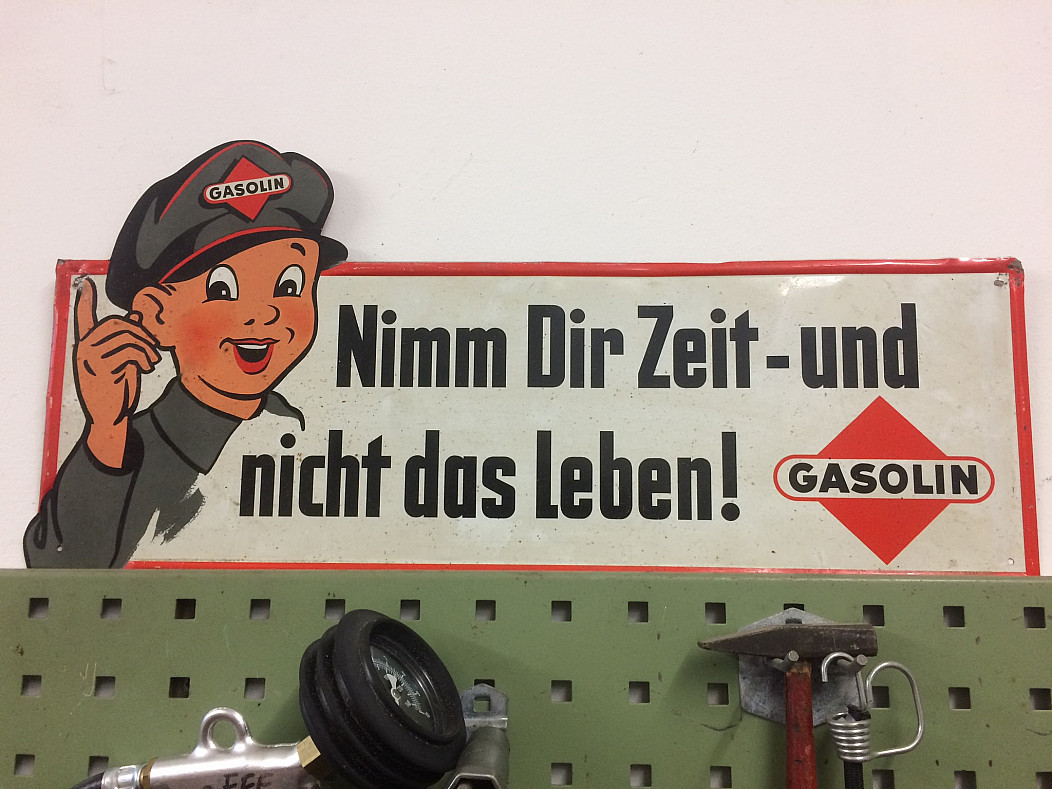 GASOLIN
Nimm Dir Zeit - und
nicht das Leben!
GASOLIN